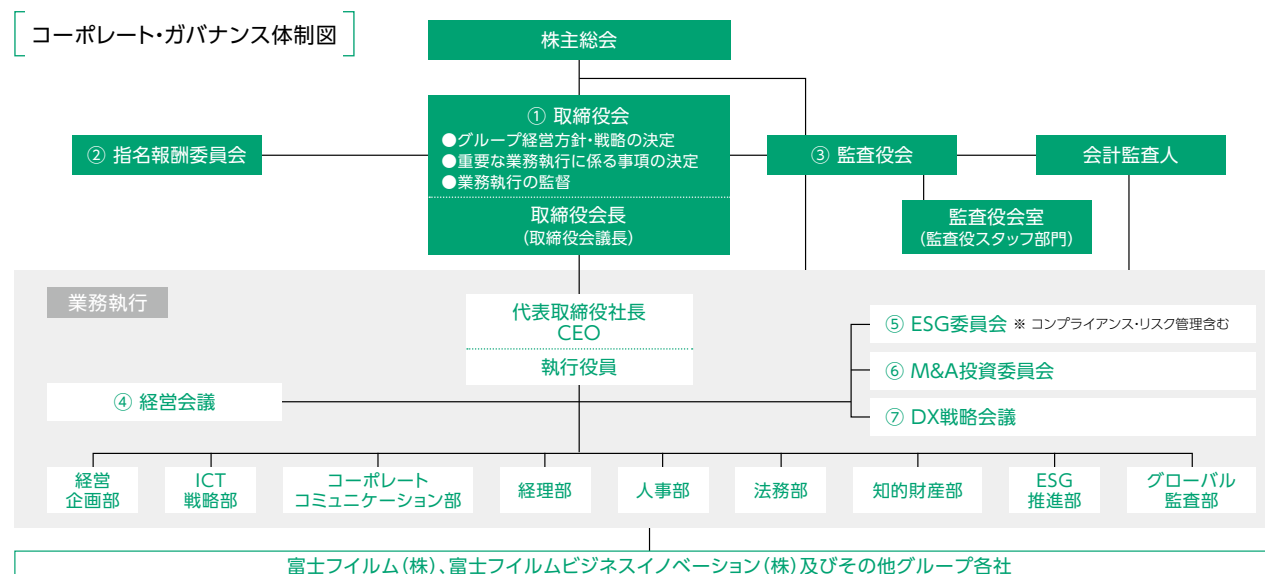 コーポレート・ガバナンス体制図
株主総会
① 取締役会
●グループ経営方針・戦略の決定
●重要な業務執行に係る事項の決定
●業務執行の監督
取締役会長
(取締役会議長)
② 指名報酬委員会
③ 監査役会
会計監査人
監査役会室
(監査役スタッフ部門)
業務執行
代表取締役社長
CEO
執行役員
④ 経営会議
⑤ ESG委員会 ※ コンプライアンス・リスク管理含む
⑥ M&A投資委員会
⑦ DX戦略会議
経営
企画部
ICT
戦略部
コーポレート
コミュニケーション部
経理部
人事部
法務部
知的財産部
ESG
推進部
グローバル
監査部
富士フイルム(株)、富士フイルムビジネスイノベーション(株)及びその他グループ各社